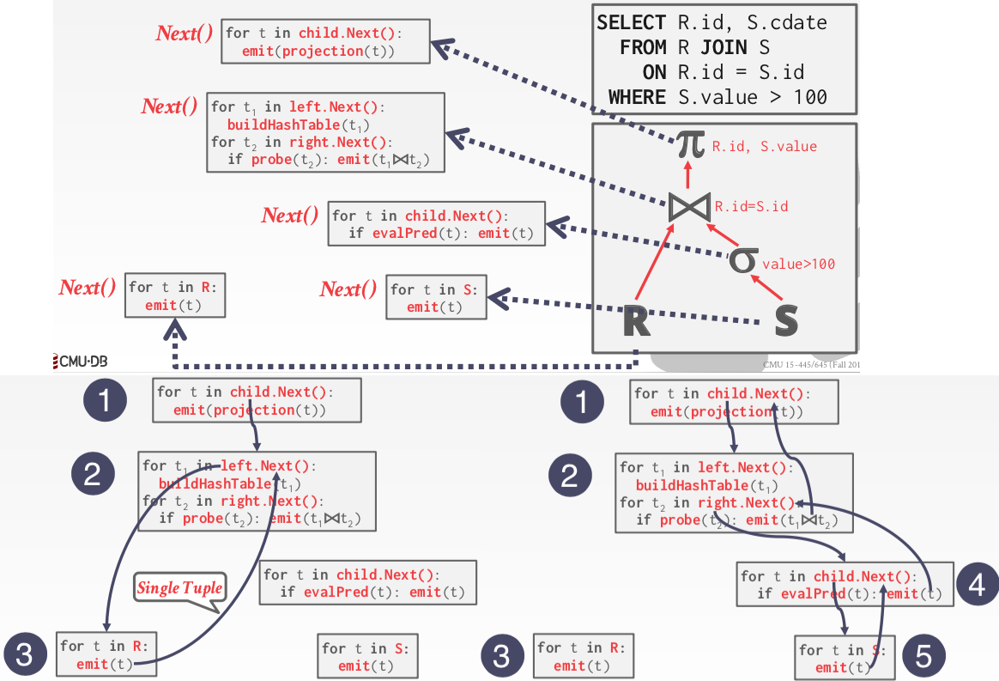 SELECT R.id, S.cdate
FROM R JOIN S
ON R.id = S.id
WHERE S.value > 100
Next()
for t in child.Next():
emit(projection(t))
Next()
for t1 in left.Next():
buildHashTable(t1)
for t2 in right.Next():
if probe(t2): emit(t1⨝t2)
Next()
for t in child.Next():
if evalPred(t): emit(t)
Next()
for t in R:
emit(t)
Next()
for t in S:
emit(t)
π R.id, S.value
⨝ R.id=S.id
σ value>100
R
S
CMU·DB
CMU 15-445/645 (Fall 201
1
for t in child.Next():
emit(projection(t))
2
for t1 in left.Next():
buildHashTable(t1)
for t2 in right.Next():
if probe(t2): emit(t1⨝t2)
for t in child.Next():
if evalPred(t): emit(t)
Single Tuple
3
for t in R:
emit(t)
for t in S:
emit(t)
1
for t in child.Next():
emit(projection(t))
2
for t1 in left.Next():
buildHashTable(t1)
for t2 in right.Next():
if probe(t2): emit(t1⨝t2)
for t in child.Next():
if evalPred(t): emit(t)
4
3
for t in R:
emit(t)
for t in S:
emit(t)
5